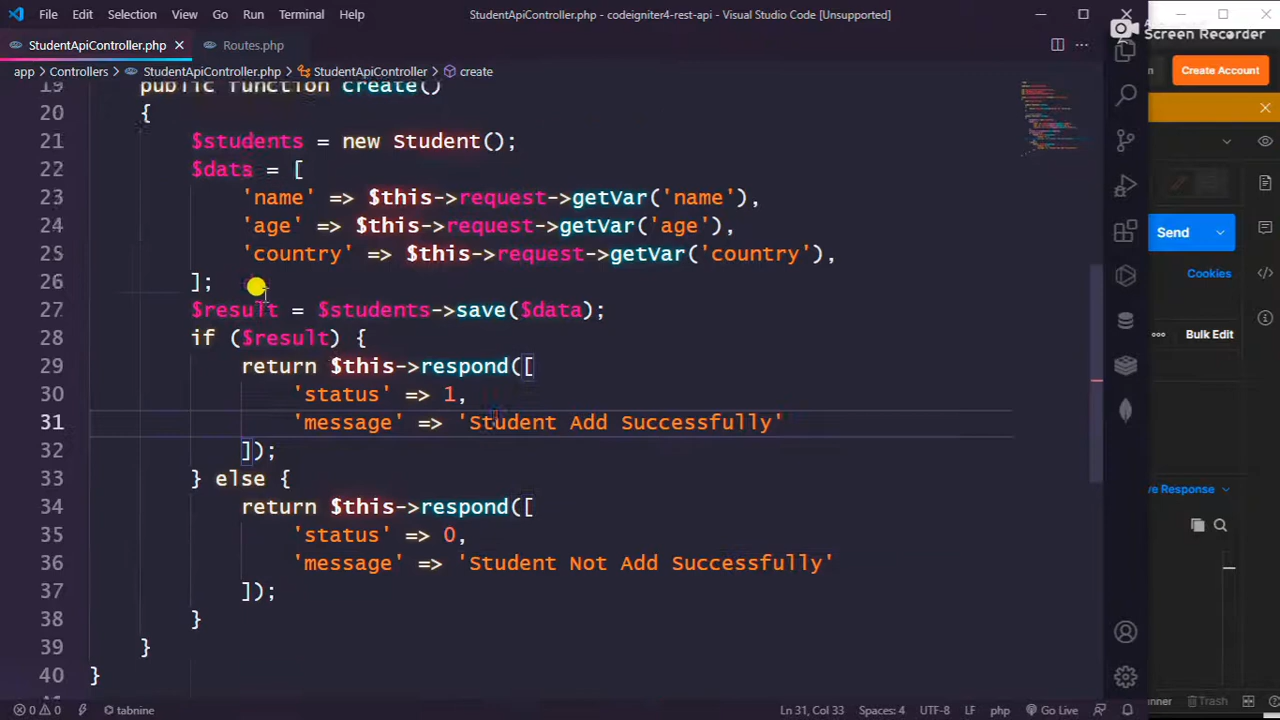 File Edit Selection View Go Run Terminal Help
StudentApiController.php - codeigniter4-rest-api - Visual Studio Code [Unsupported]
Screen Recorder
StudentApiController.php
Routes.php
app > Controllers > StudentApiController.php > StudentApiController > create
Create Account
19 public function create()
20 {
21 $students = new Student();
22 $data = [
23 'name' => $this->request->getVar('name'),
24 'age' => $this->request->getVar('age'),
25 'country' => $this->request->getVar('country'),
26 ];
27 $result = $students->save($data);
28 if ($result) {
29 return $this->respond([
30 'status' => 1,
31 'message' => 'Student Add Successfully'
32 ]);
33 } else {
34 return $this->respond([
35 'status' => 0,
36 'message' => 'Student Not Add Successfully'
37 ]);
38 }
39 }
40 }
Send
Cookies
Bulk Edit
ve Response
0 0 tabnine
Ln 31, Col 33 Spaces: 4 UTF-8 LF php Go Live
nner Trash